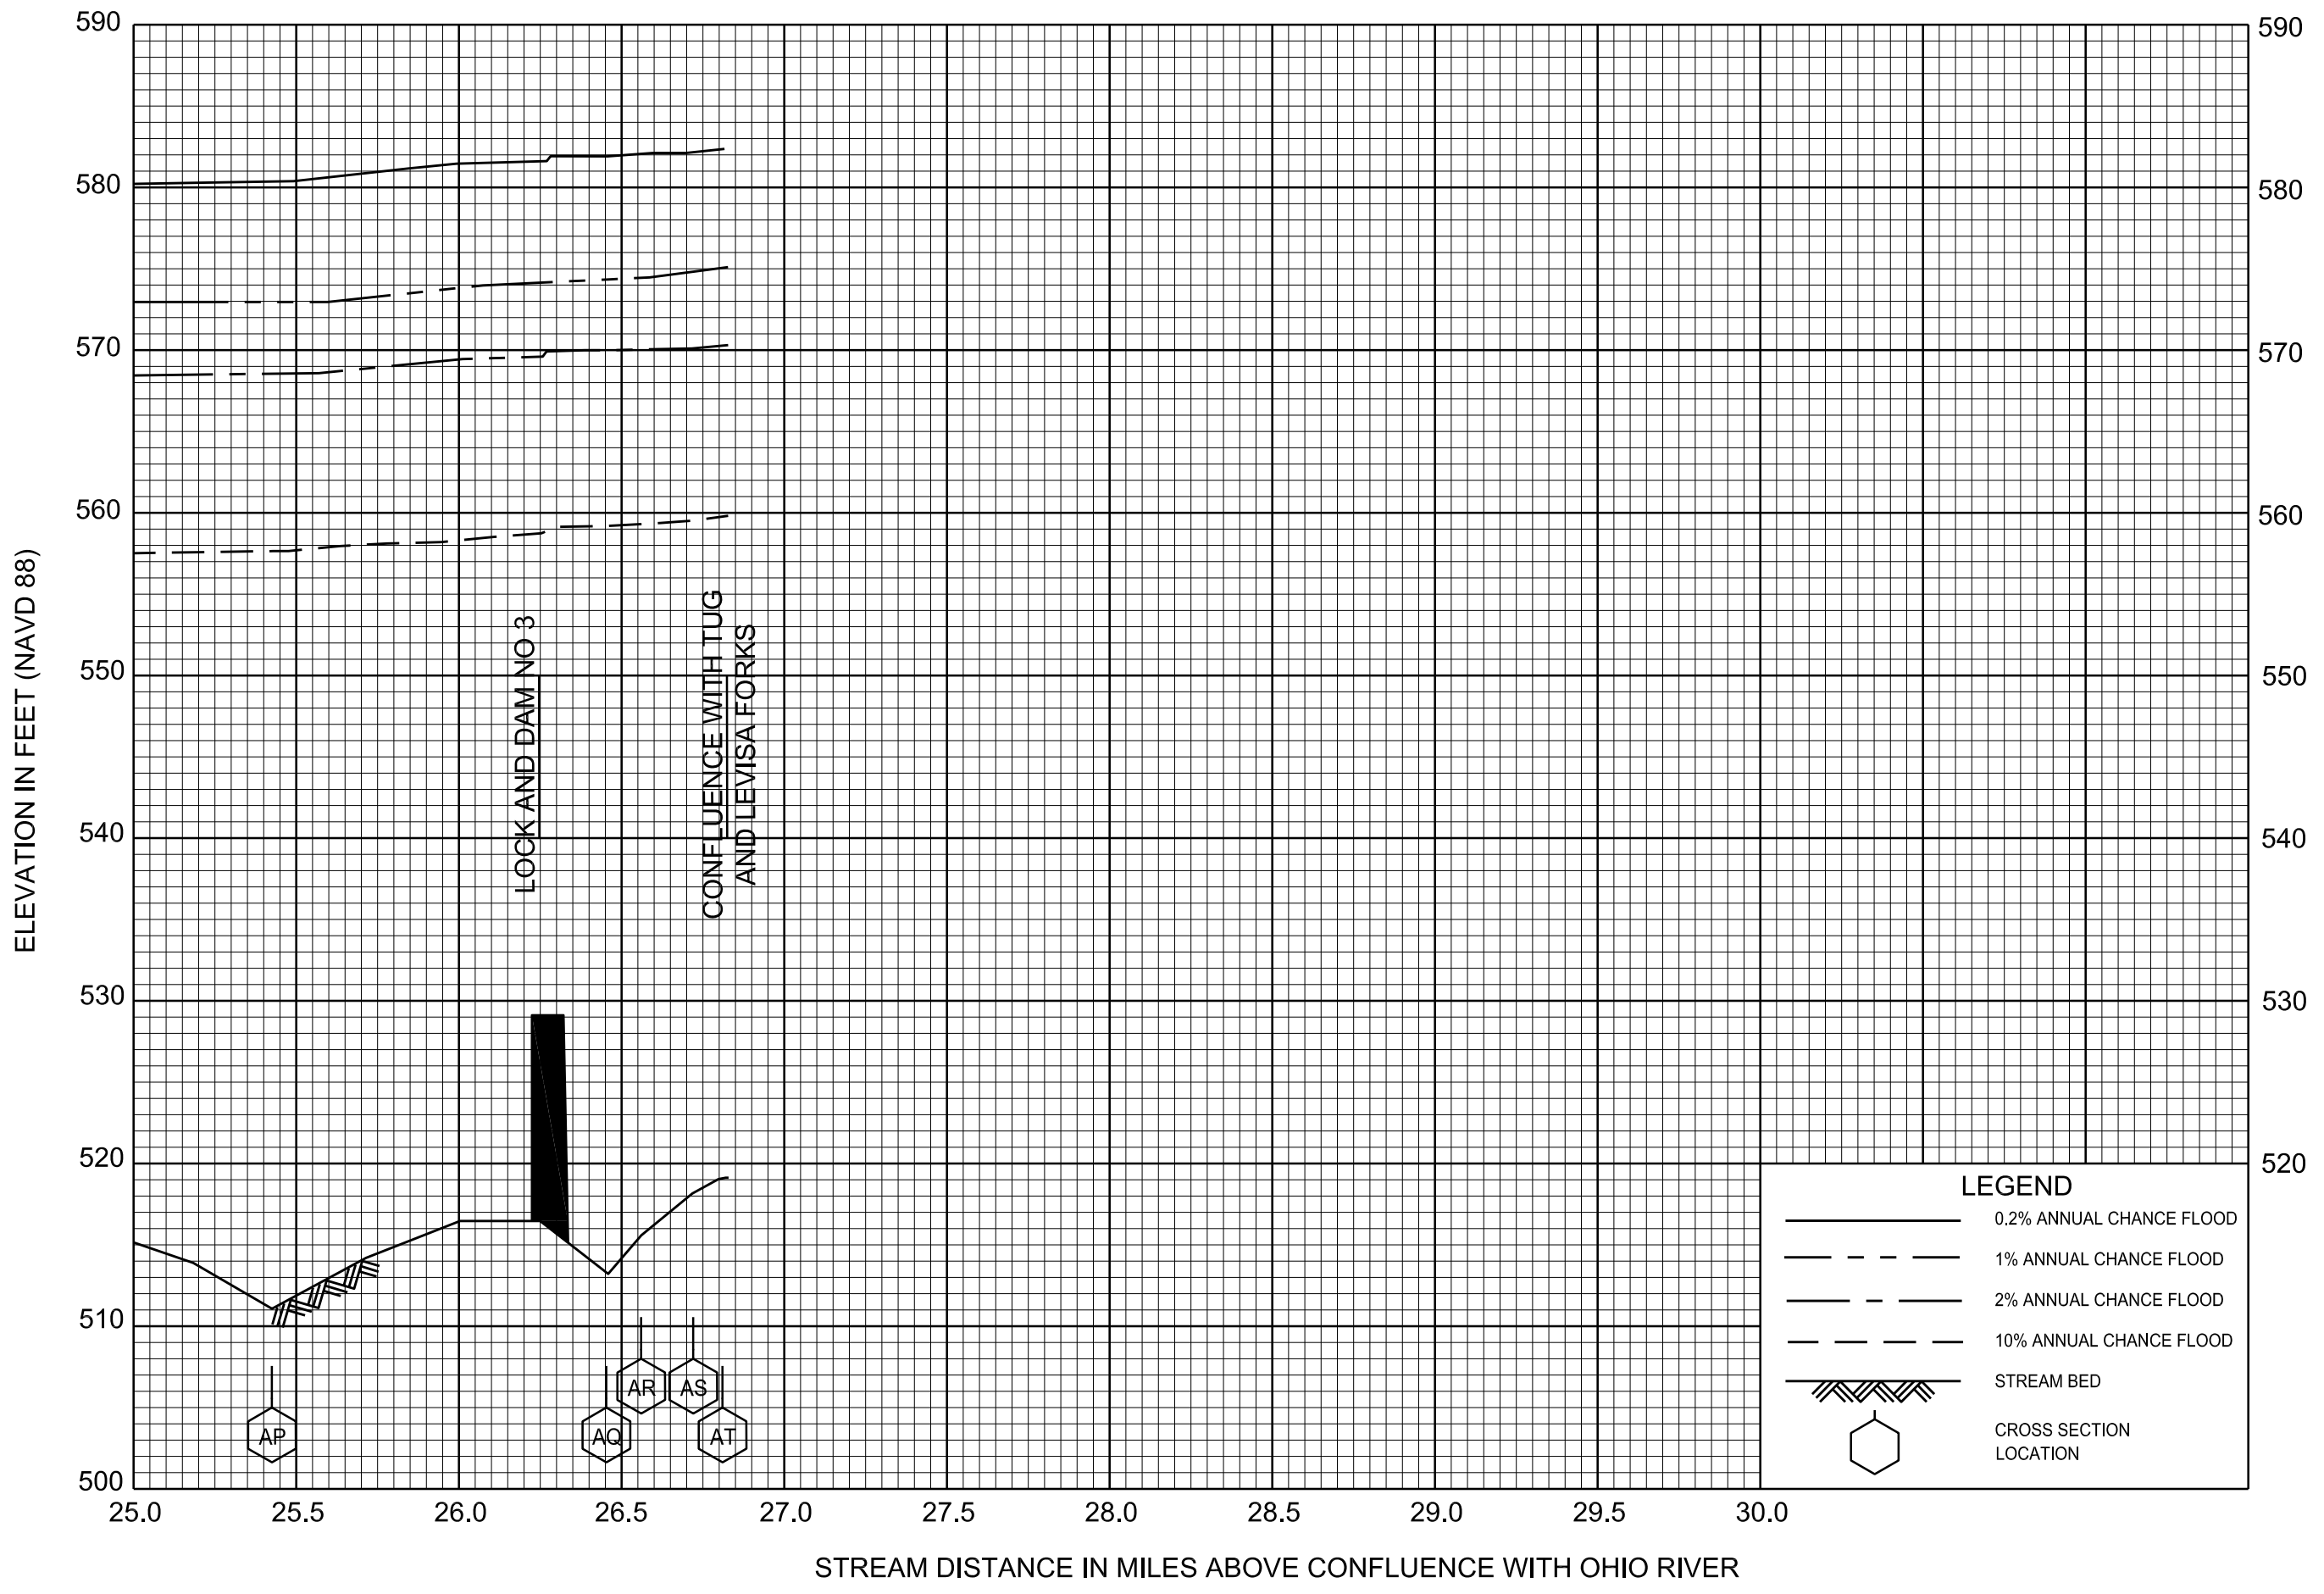 590
590
580
580
570
570
560
560
550
550
540
540
530
530
520
520
510
500
ELEVATION IN FEET (NAVD 88)
LOCK AND DAM NO 3
CONFLUENCE WITH TUG
AND LEVISA FORKS
AP
AQ
AR
AS
AT
LEGEND
0.2% ANNUAL CHANCE FLOOD
1% ANNUAL CHANCE FLOOD
2% ANNUAL CHANCE FLOOD
10% ANNUAL CHANCE FLOOD
STREAM BED
CROSS SECTION
LOCATION
25.0 25.5 26.0 26.5 27.0 27.5 28.0 28.5 29.0 29.5 30.0
STREAM DISTANCE IN MILES ABOVE CONFLUENCE WITH OHIO RIVER